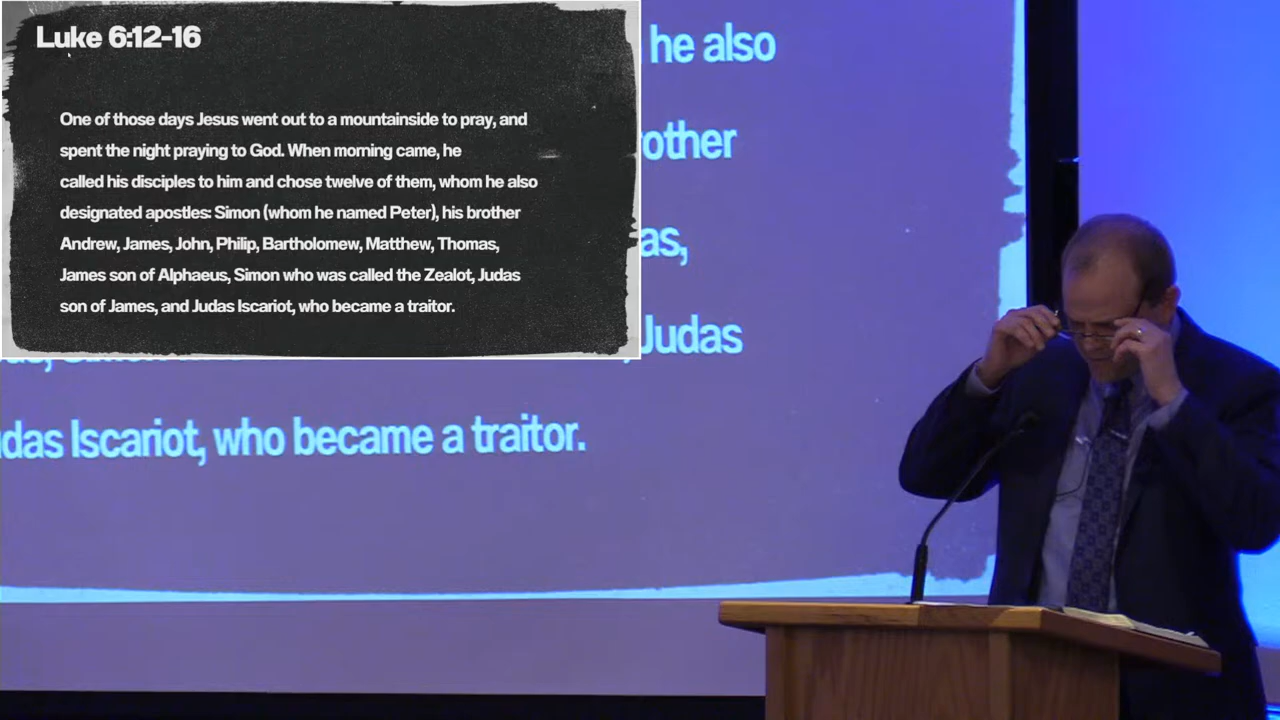 Luke 6:12-16
One of those days Jesus went out to a mountainside to pray, and
spent the night praying to God. When morning came, he
called his disciples to him and chose twelve of them, whom he also
designated apostles: Simon (whom he named Peter), his brother
Andrew, James, John, Philip, Bartholomew, Matthew, Thomas,
James son of Alphaeus, Simon who was called the Zealot, Judas
son of James, and Judas Iscariot, who became a traitor.
he also
other
as,
Judas
das Iscariot, who became a traitor.